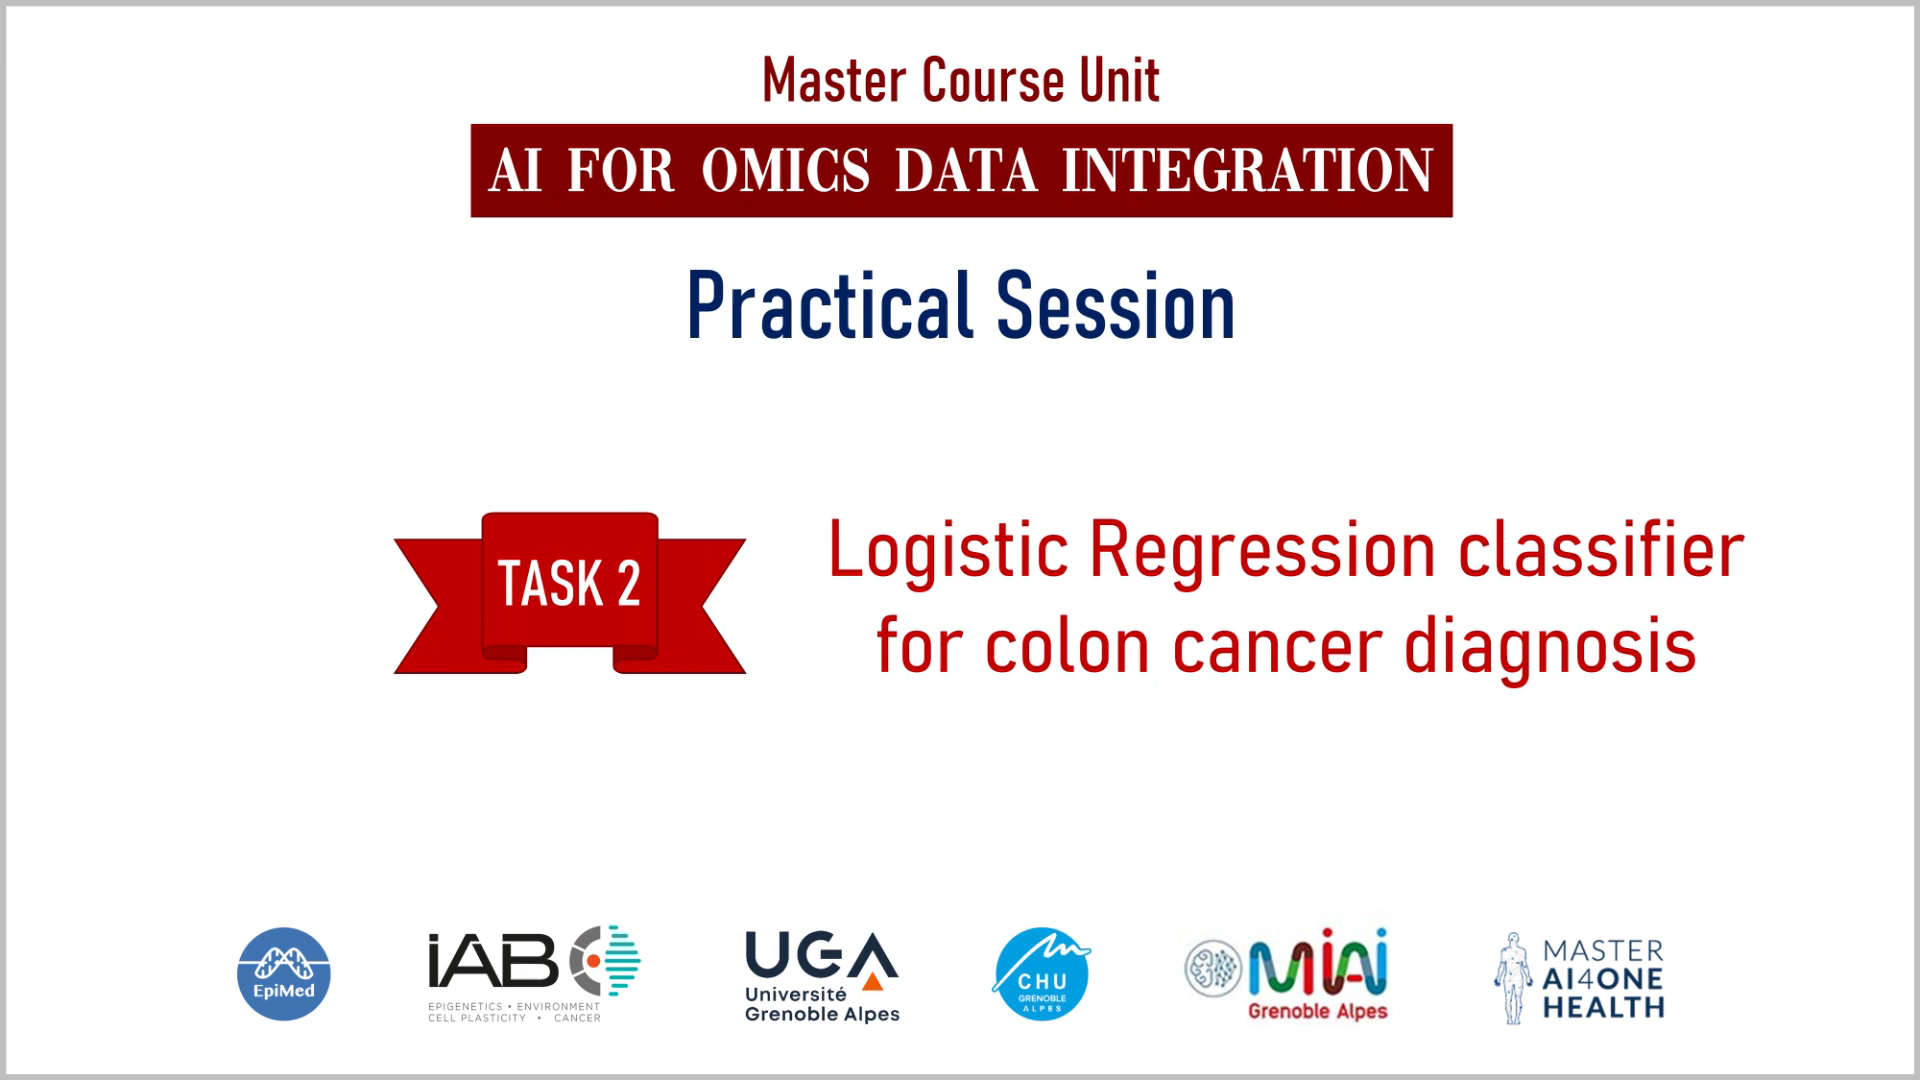 Master Course Unit
AI FOR OMICS DATA INTEGRATION
Practical Session
TASK 2
Logistic Regression classifier
for colon cancer diagnosis
EpiMed
iAB
EPIGENETICS • ENVIRONMENT
CELL PLASTICITY • CANCER
UGA
Université
Grenoble Alpes
CHU
GRENOBLE
ALPES
MIAI
Grenoble Alpes
MASTER
AI4ONE
HEALTH